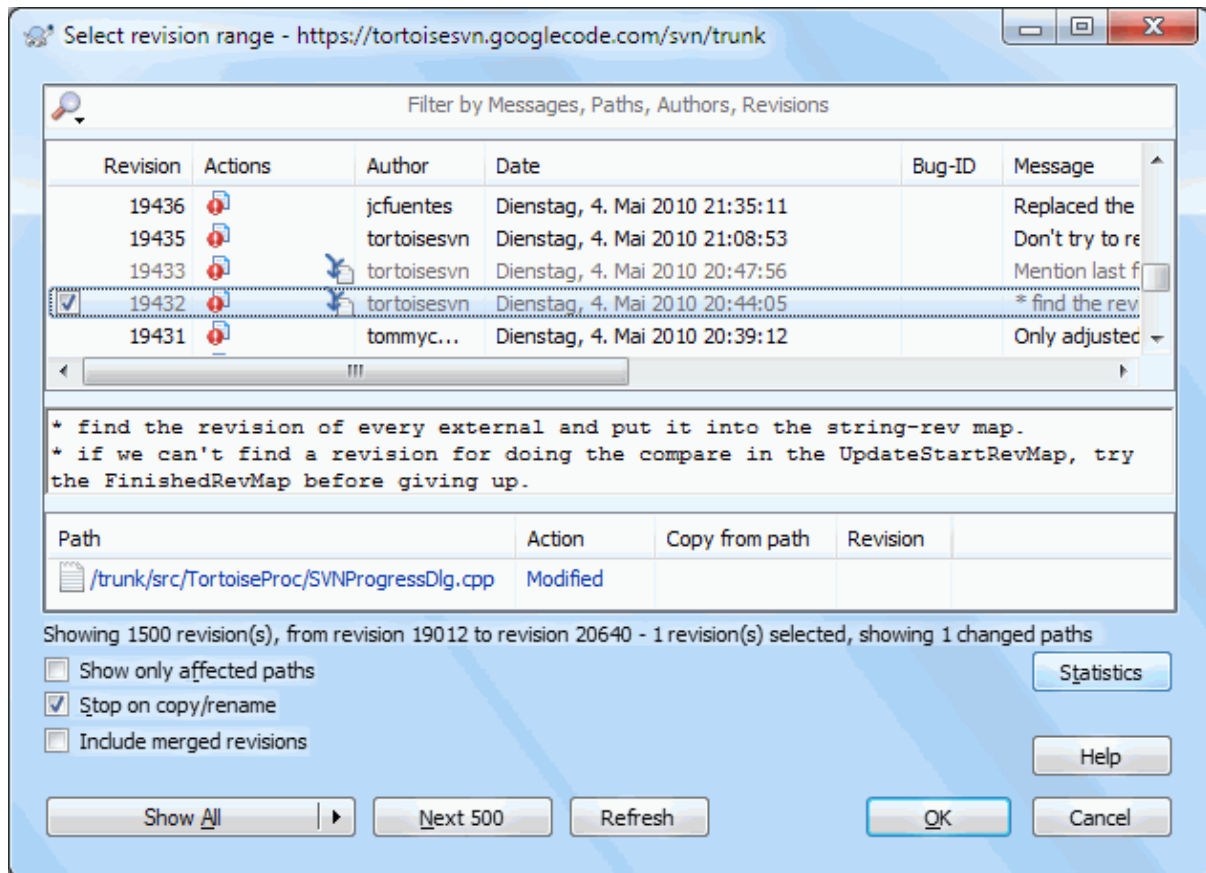 Select revision range - https://tortoisesvn.googlecode.com/svn/trunk
Filter by Messages, Paths, Authors, Revisions
Revision Actions Author Date Bug-ID Message
19436 jcfuentes Dienstag, 4. Mai 2010 21:35:11 Replaced the
19435 tortoisesvn Dienstag, 4. Mai 2010 21:08:53 Don't try to re
19433 tortoisesvn Dienstag, 4. Mai 2010 20:47:56 Mention last f
19432 tortoisesvn Dienstag, 4. Mai 2010 20:44:05 * find the rev
19431 tommyc... Dienstag, 4. Mai 2010 20:39:12 Only adjusted
* find the revision of every external and put it into the string-rev map.
* if we can't find a revision for doing the compare in the UpdateStartRevMap, try
the FinishedRevMap before giving up.
Path Action Copy from path Revision
/trunk/src/TortoiseProc/SVNProgressDlg.cpp Modified
Showing 1500 revision(s), from revision 19012 to revision 20640 - 1 revision(s) selected, showing 1 changed paths
Show only affected paths
Statistics
Stop on copy/rename
Include merged revisions
Help
Show All Next 500 Refresh OK Cancel